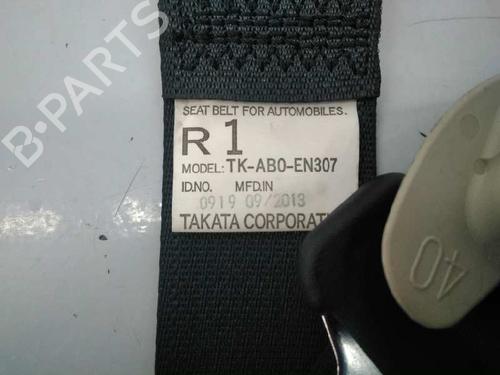 B-PARTS
SEAT BELT FOR AUTOMOBILES.
R 1
MODEL: TK-AB0-EN307
ID.NO. MFD.IN
0919 09/2013
TAKATA CORPORATI
40